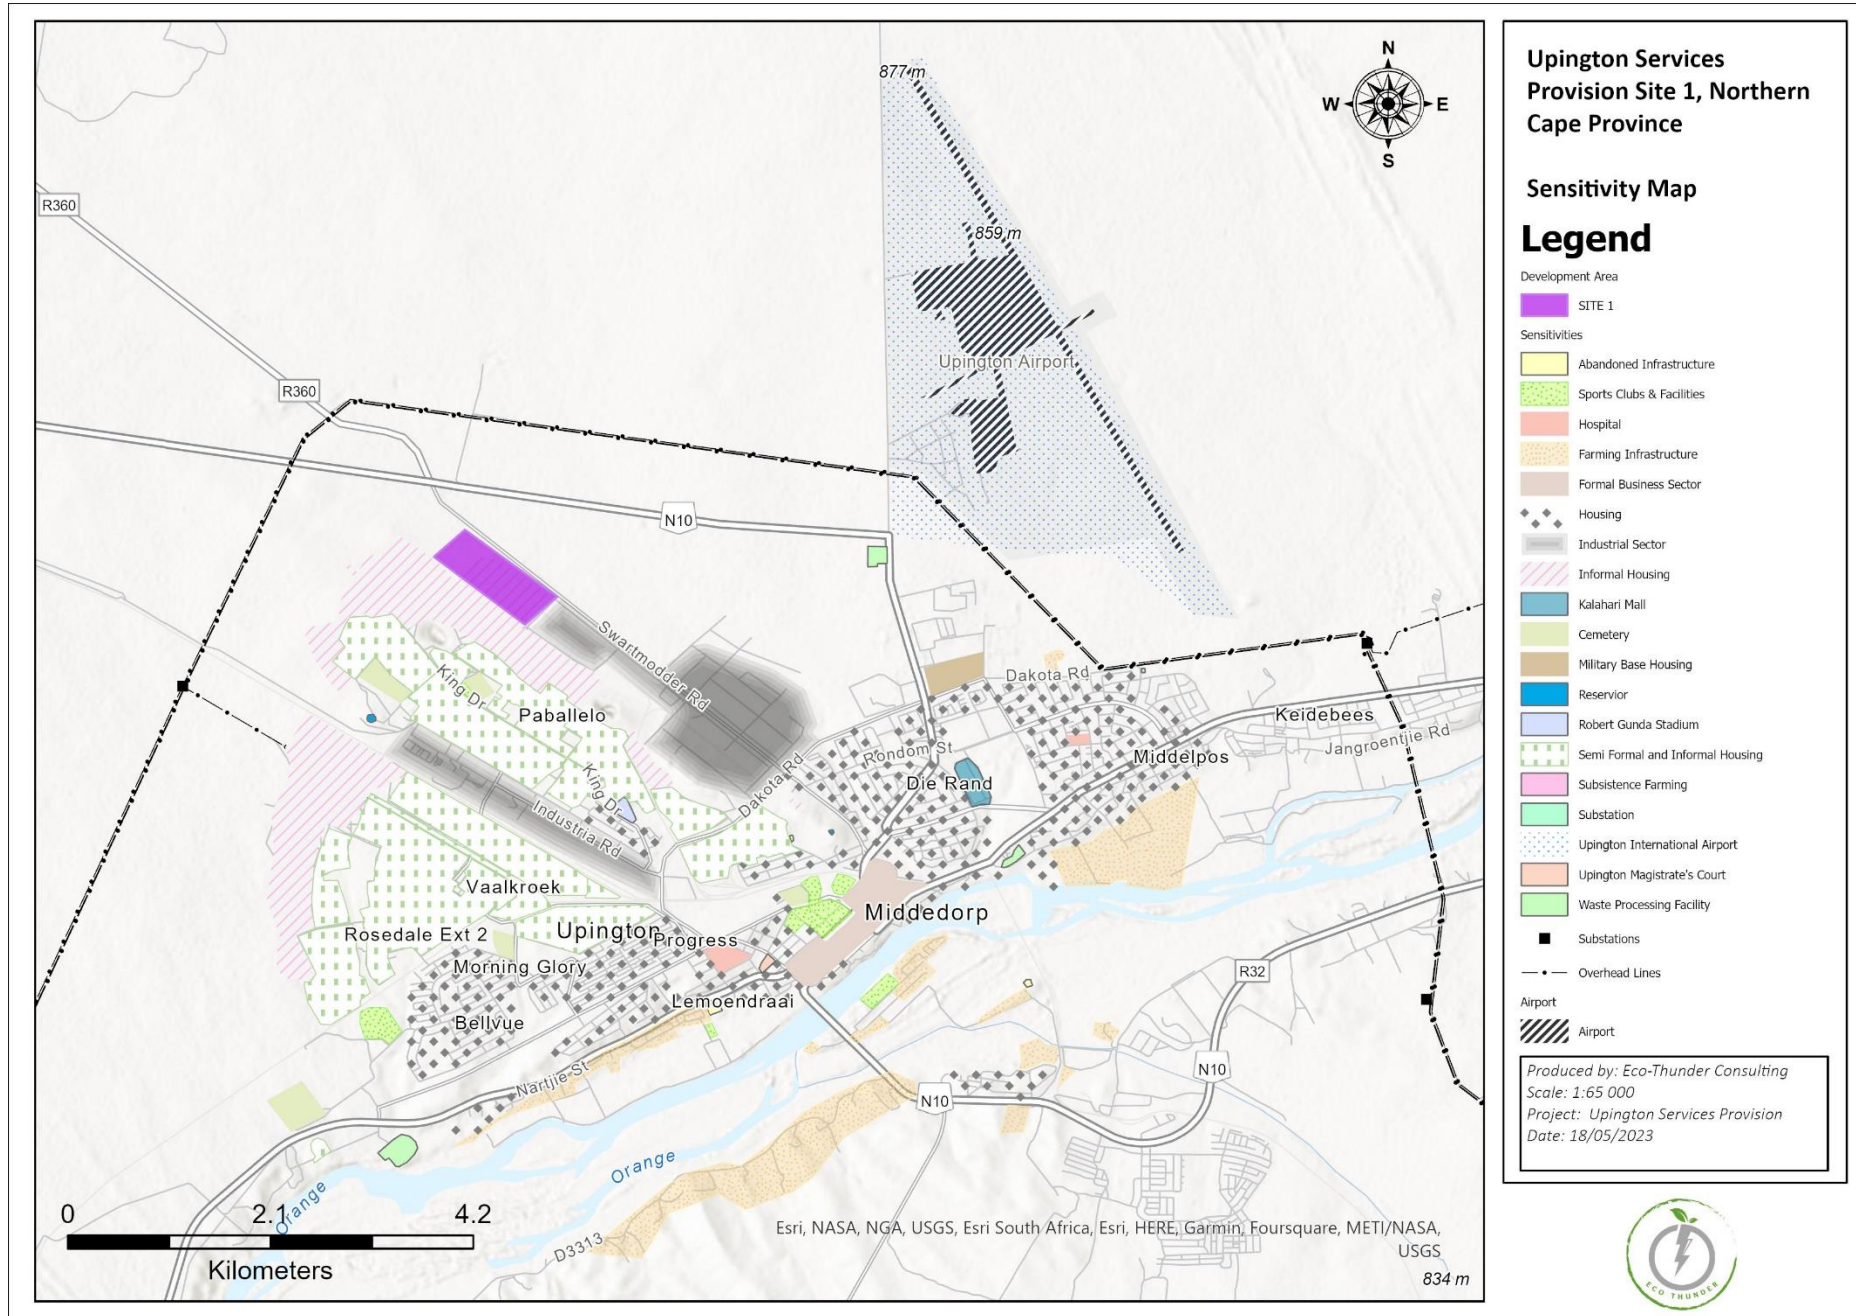 877 m
N
W
E
S
R360
859 m
Upington Airport
R360
N10
Swartmodder Rd
King Dr
Paballelo
Dakota Rd
Keidebees
Jangroentjie Rd
Middelpos
Rondom St
Die Rand
Dakota Rd
King Dr
Industria Rd
Vaalkroek
Middedorp
Rosedale Ext 2
Upington
Progress
Morning Glory
R32
Lemoendraai
Bellvue
Nartjie St
N10
N10
Orange
Orange
D3313
0
2.1
4.2
Kilometers
Esri, NASA, NGA, USGS, Esri South Africa, Esri, HERE, Garmin, Foursquare, METI/NASA,
USGS
834 m
Upington Services
Provision Site 1, Northern
Cape Province
Sensitivity Map
Legend
Development Area
SITE 1
Sensitivities
Abandoned Infrastructure
Sports Clubs & Facilities
Hospital
Farming Infrastructure
Formal Business Sector
Housing
Industrial Sector
Informal Housing
Kalahari Mall
Cemetery
Military Base Housing
Reservior
Robert Gunda Stadium
Semi Formal and Informal Housing
Subsistence Farming
Substation
Upington International Airport
Upington Magistrate's Court
Waste Processing Facility
Substations
Overhead Lines
Airport
Airport
Produced by: Eco-Thunder Consulting
Scale: 1:65 000
Project: Upington Services Provision
Date: 18/05/2023
ECO THUNDER